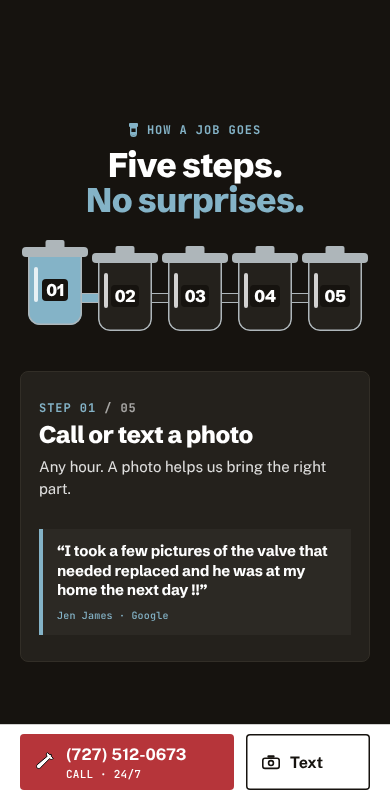 HOW A JOB GOES
Five steps.
No surprises.
01
02
03
04
05
STEP 01 / 05
Call or text a photo
Any hour. A photo helps us bring the right
part.
“I took a few pictures of the valve that
needed replaced and he was at my
home the next day !!”
Jen James · Google
(727) 512-0673
CALL · 24/7
Text